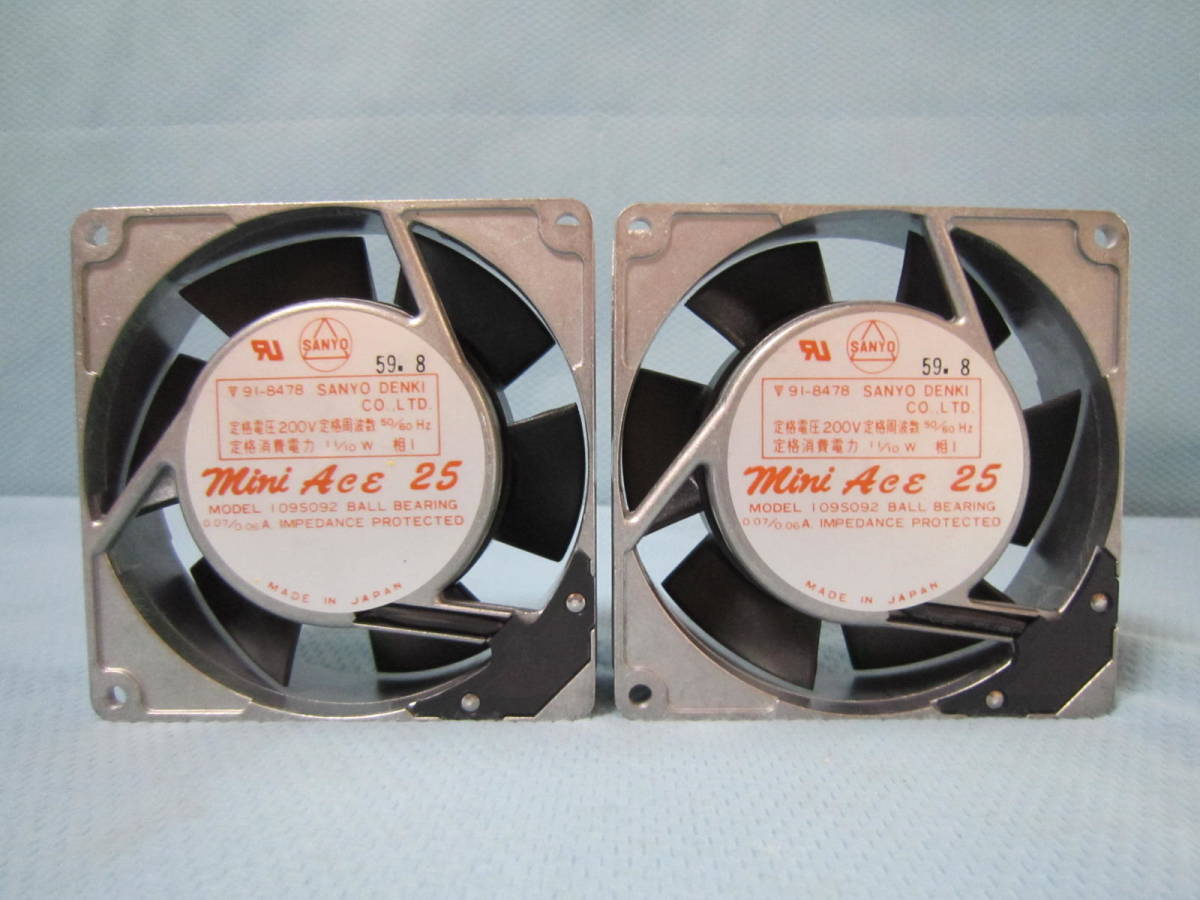 SANYO
59. 8
▽91-8478 SANYO DENKI
CO.,LTD.
定格電圧200V定格周波数50/60 Hz
定格消費電力 11/10 W 相1
mini ACE 25
MODEL 109S092 BALL BEARING
0.07/0.06A. IMPEDANCE PROTECTED
MADE IN JAPAN
SANYO
59. 8
▽91-8478 SANYO DENKI
CO.,LTD.
定格電圧200V定格周波数50/60 Hz
定格消費電力 11/10 W 相1
mini ACE 25
MODEL 109S092 BALL BEARING
0.07/0.06A. IMPEDANCE PROTECTED
MADE IN JAPAN